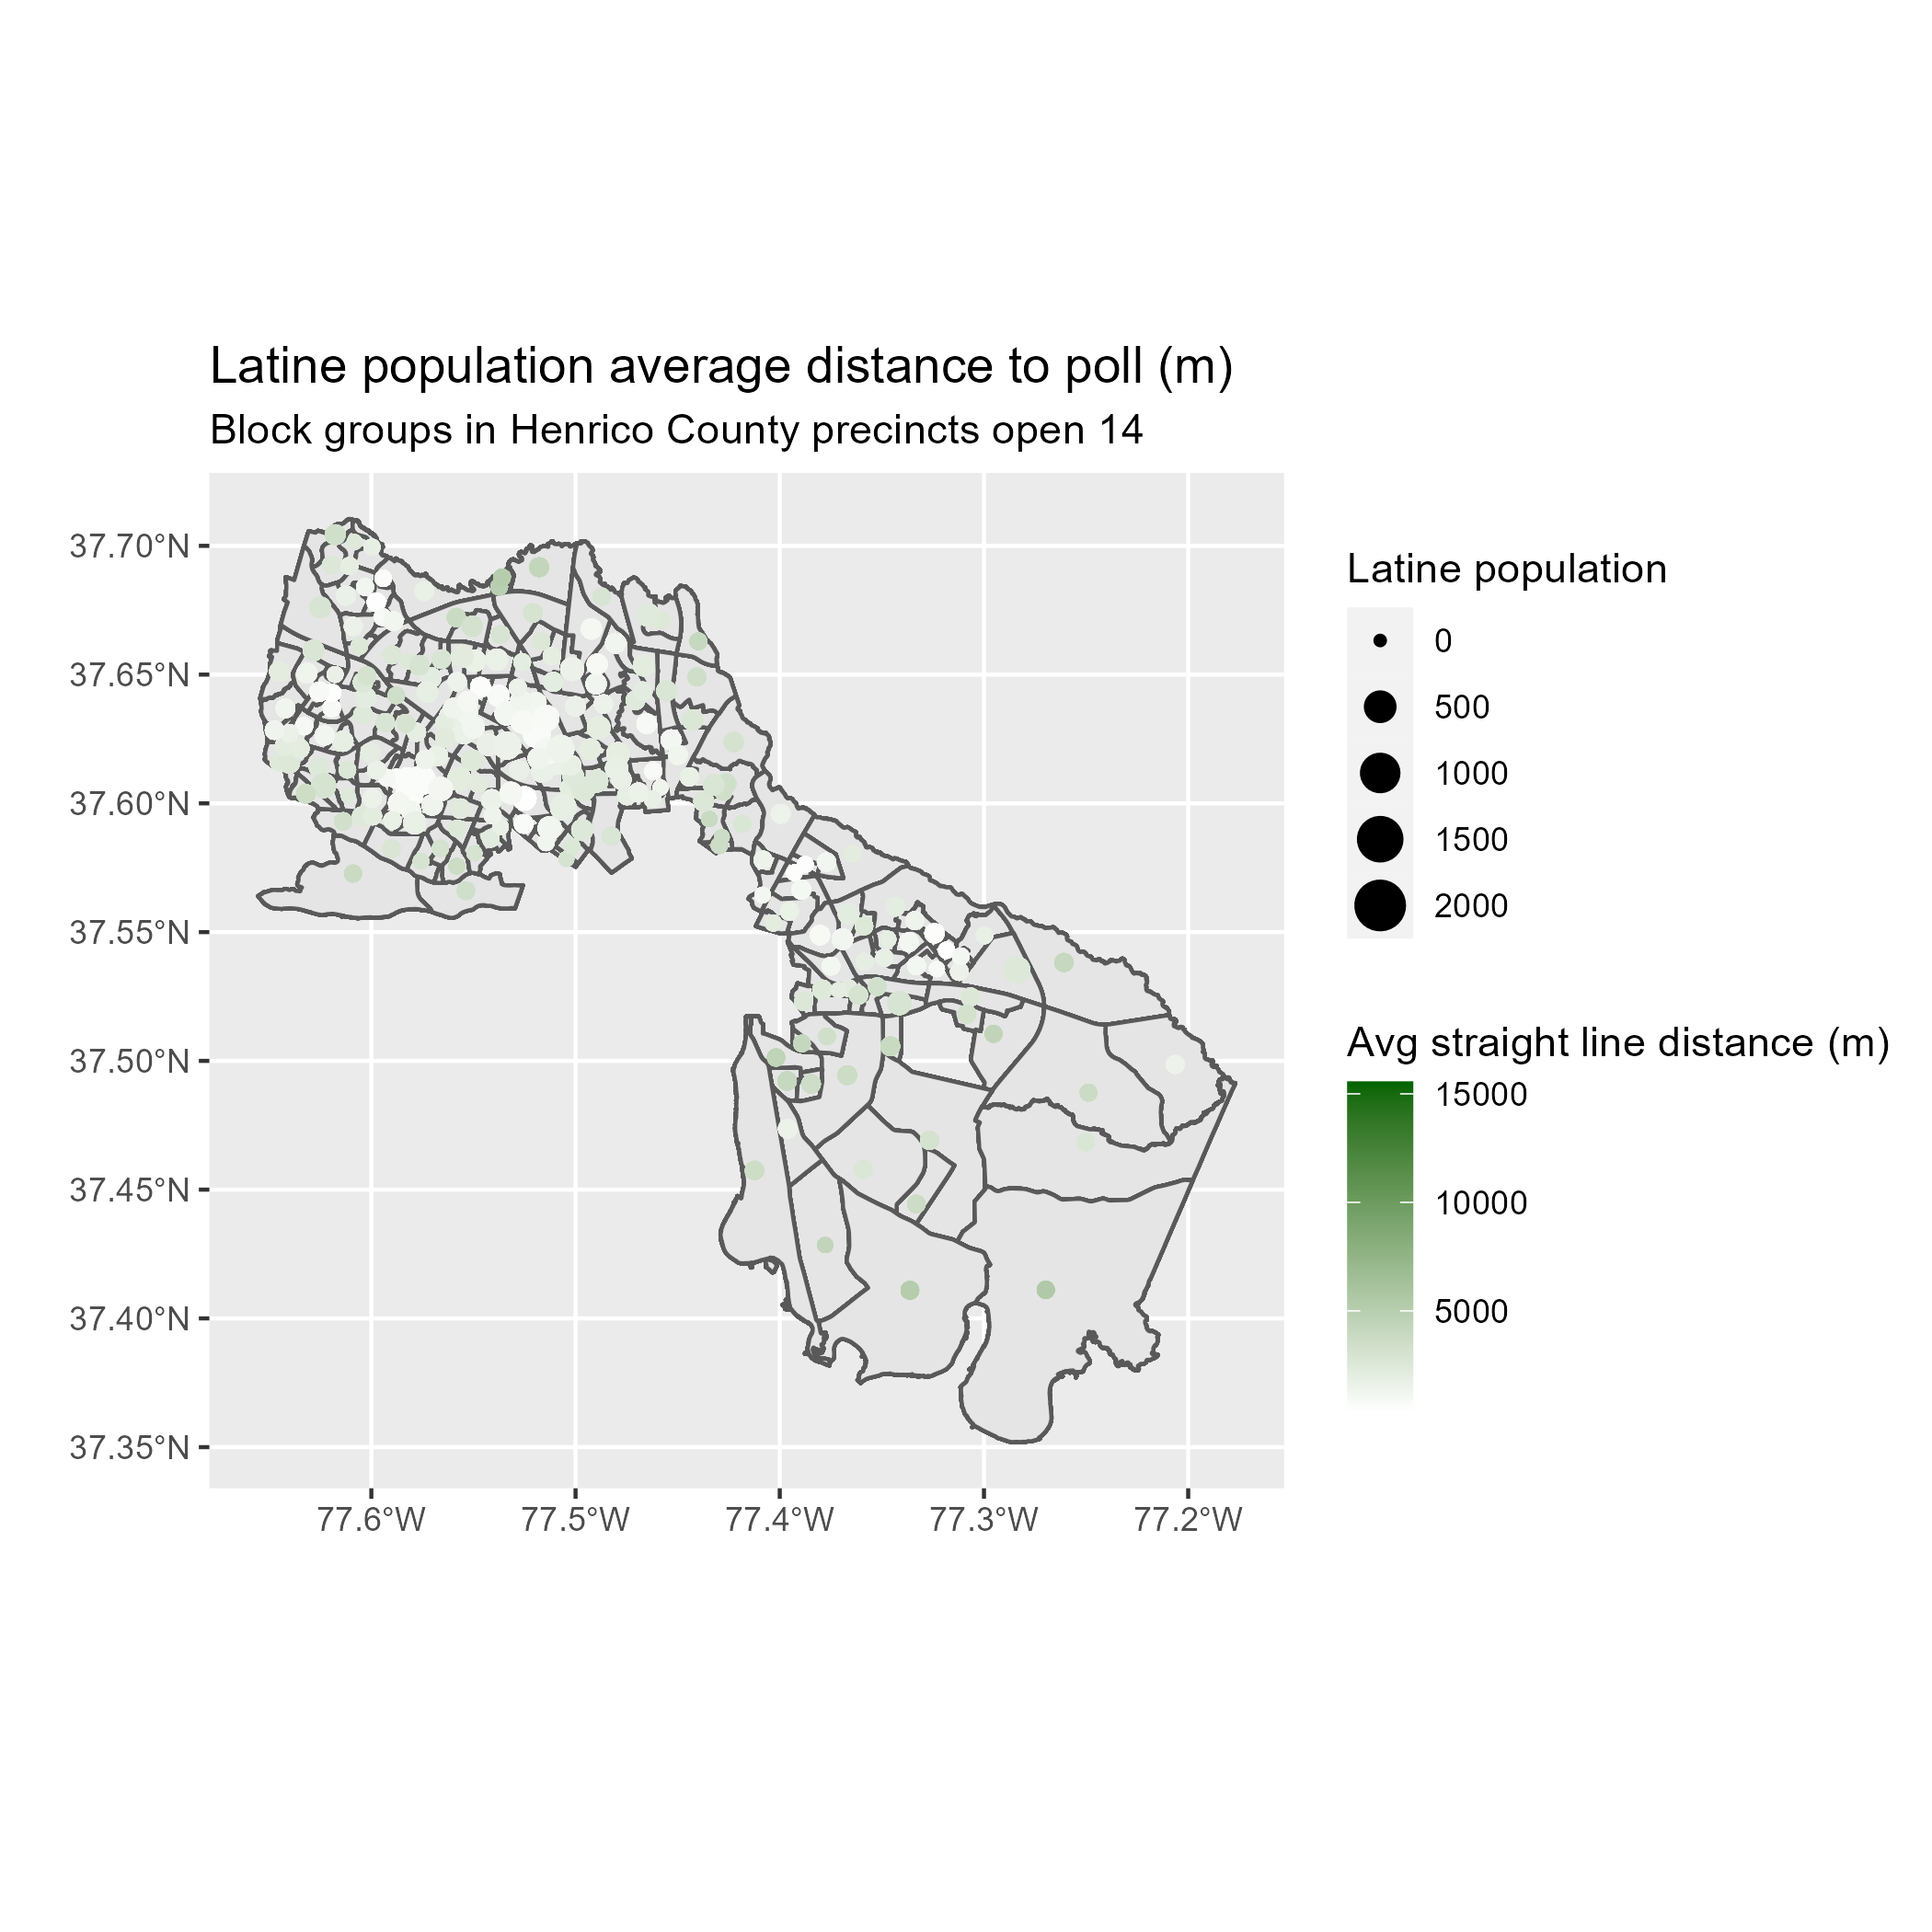 Latine population average distance to poll (m)
Block groups in Henrico County precincts open 14
37.70°N
37.65°N
37.60°N
37.55°N
37.50°N
37.45°N
37.40°N
37.35°N
77.6°W
77.5°W
77.4°W
77.3°W
77.2°W
Latine population
0
500
1000
1500
2000
Avg straight line distance (m)
15000
10000
5000